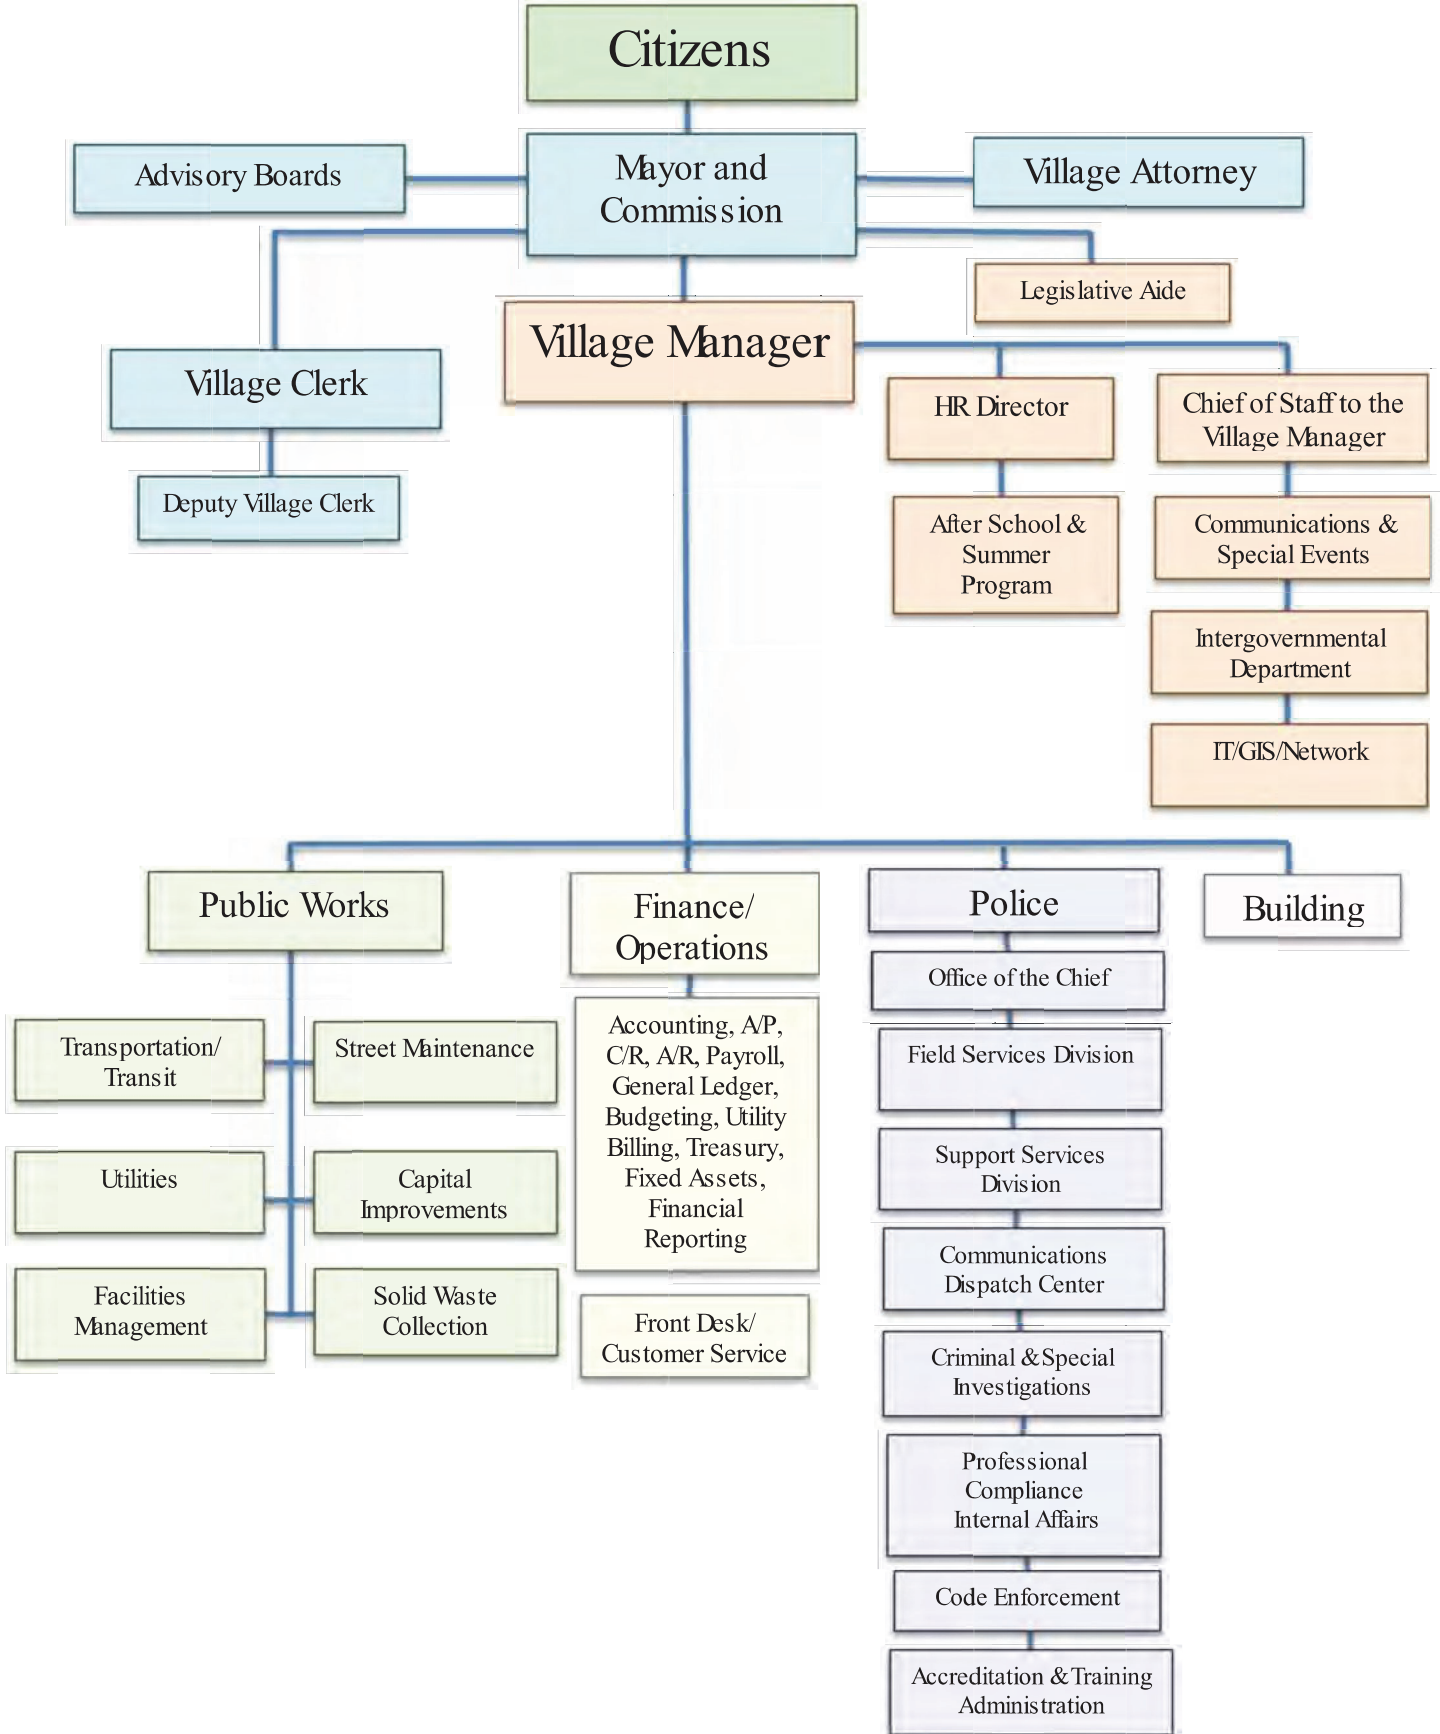 Citizens
Advisory Boards
Mayor and
Commission
Village Attorney
Legislative Aide
Village Manager
Village Clerk
Deputy Village Clerk
HR Director
After School &
Summer
Program
Chief of Staff to the
Village Manager
Communications &
Special Events
Intergovernmental
Department
IT/GIS/Network
Public Works
Transportation/
Transit
Street Maintenance
Utilities
Capital
Improvements
Facilities
Management
Solid Waste
Collection
Finance/
Operations
Accounting, A/P,
C/R, A/R, Payroll,
General Ledger,
Budgeting, Utility
Billing, Treasury,
Fixed Assets,
Financial
Reporting
Front Desk/
Customer Service
Police
Office of the Chief
Field Services Division
Support Services
Division
Communications
Dispatch Center
Criminal & Special
Investigations
Professional
Compliance
Internal Affairs
Code Enforcement
Accreditation & Training
Administration
Building